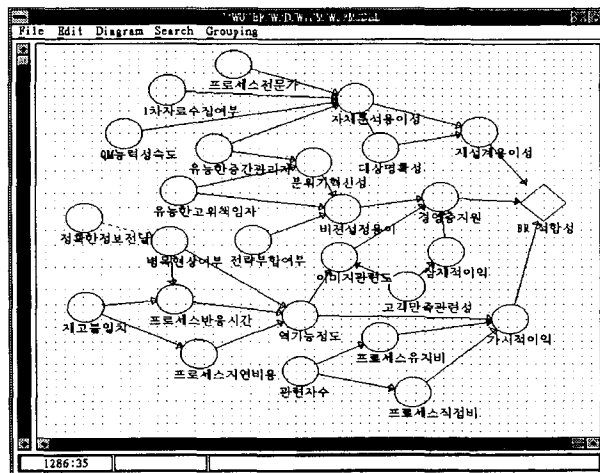 File Edit Diagram Search Grouping
프로세스전문가
1차자료수집여부
자체분석용이성
QM능력성숙도
유능한중간관리자
대상명확성
재설계용이성
분위기혁신성
유능한고위책임자
비전설정용이
경영층지원
BR 적합성
정확한정보전달
병목현상여부
전략부합여부
이미지관련도
잠재적이익
고객만족관련성
재고불일치
프로세스반응시간
역기능정도
가시적이익
프로세스지연비용
프로세스유지비
관련자수
프로세스직접비
1286:35